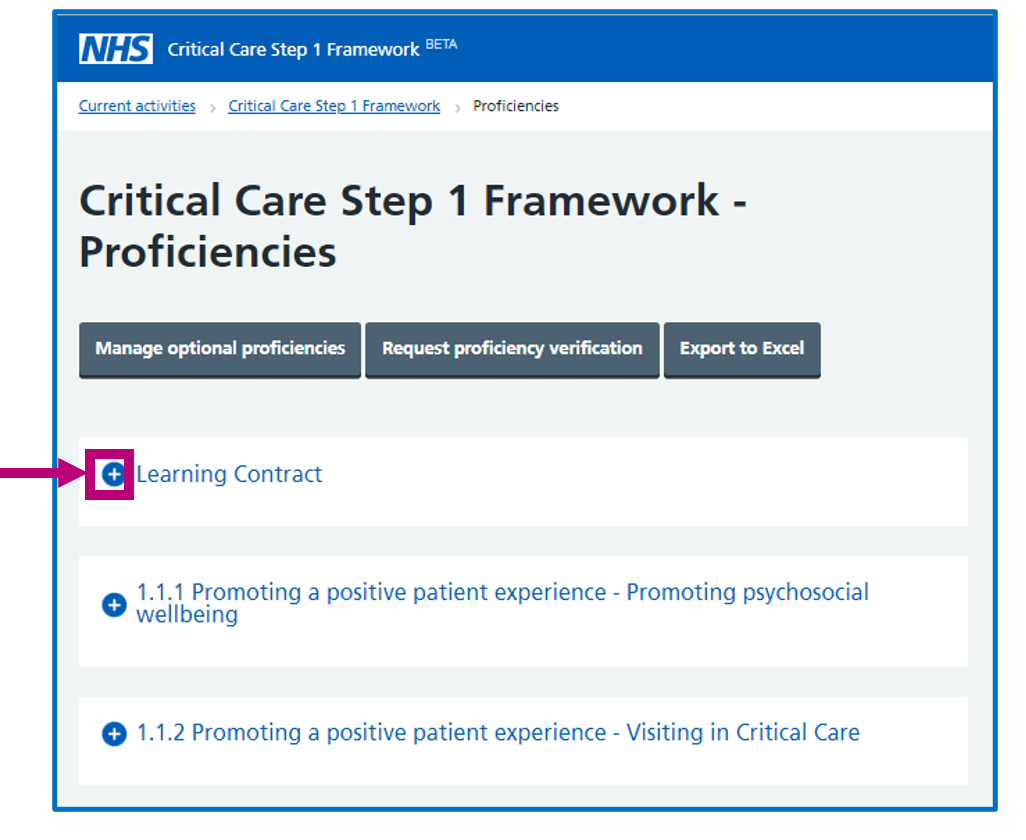 NHS Critical Care Step 1 Framework BETA
Current activities > Critical Care Step 1 Framework > Proficiencies
Critical Care Step 1 Framework -
Proficiencies
Manage optional proficiencies Request proficiency verification Export to Excel
Learning Contract
1.1.1 Promoting a positive patient experience - Promoting psychosocial
wellbeing
1.1.2 Promoting a positive patient experience - Visiting in Critical Care